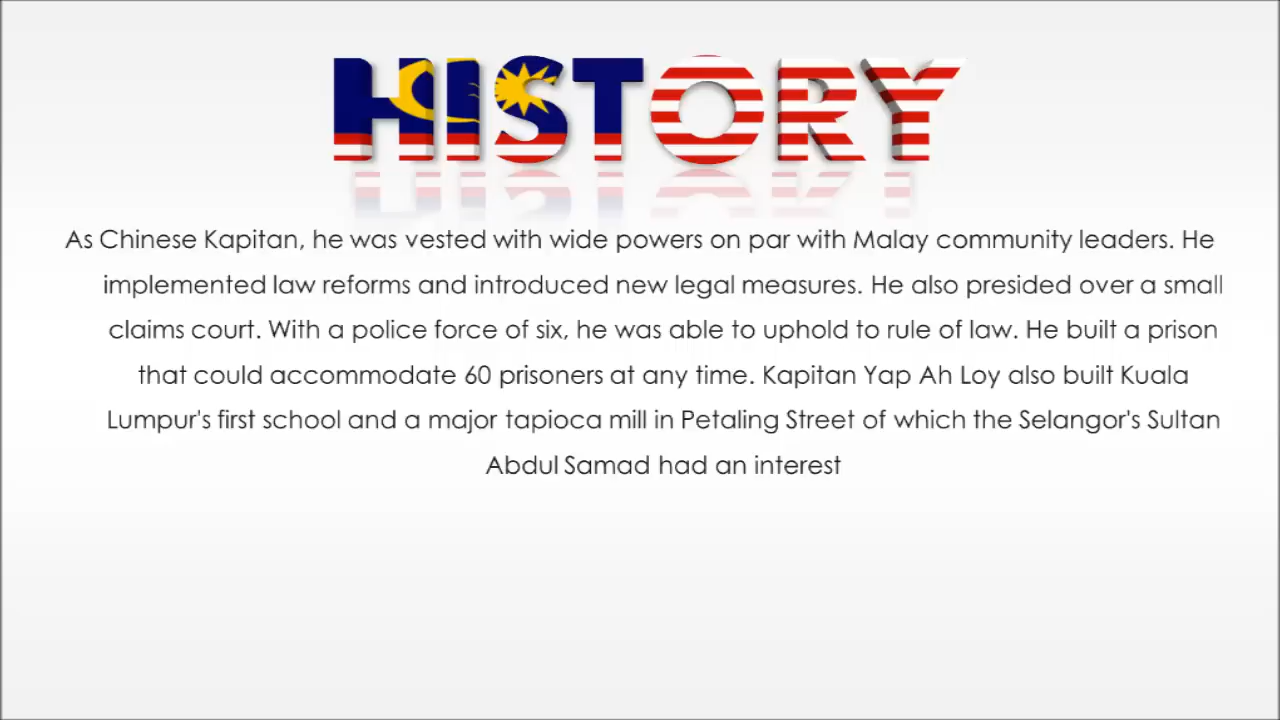 HISTORY
As Chinese Kapitan, he was vested with wide powers on par with Malay community leaders. He
implemented law reforms and introduced new legal measures. He also presided over a small
claims court. With a police force of six, he was able to uphold to rule of law. He built a prison
that could accommodate 60 prisoners at any time. Kapitan Yap Ah Loy also built Kuala
Lumpur's first school and a major tapioca mill in Petaling Street of which the Selangor's Sultan
Abdul Samad had an interest